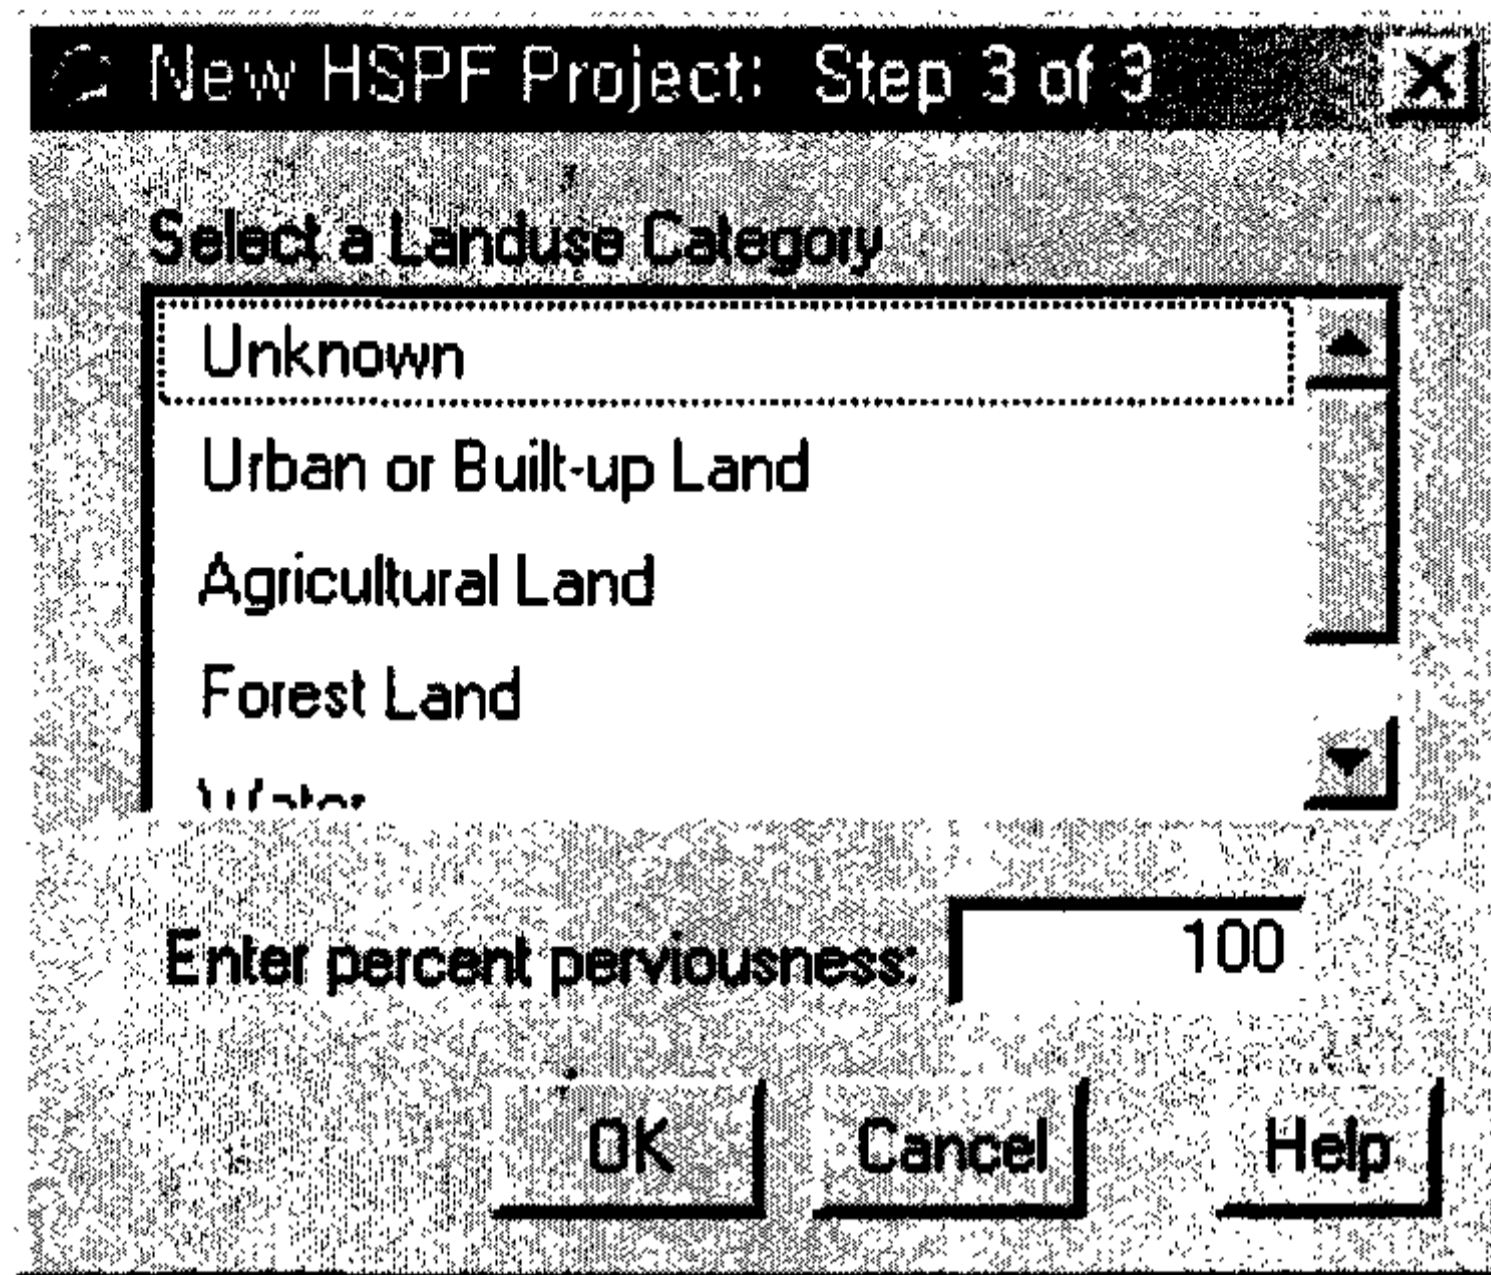 New HSPF Project: Step 3 of 3
Select a Landuse Category
Unknown
Urban or Built-up Land
Agricultural Land
Forest Land
Water
Enter percent perviousness: 100
OK Cancel Help